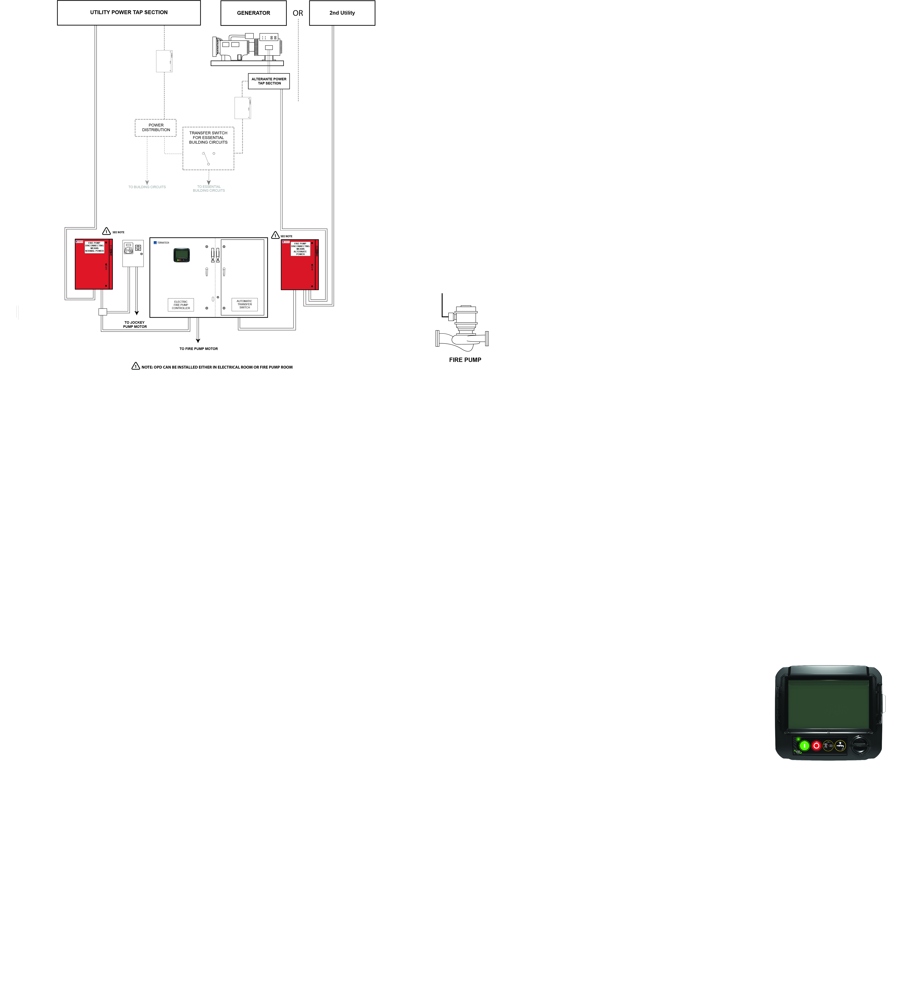 UTILITY POWER TAP SECTION
GENERATOR
OR
2nd Utility
ALTERANTE POWER
TAP SECTION
POWER
DISTRIBUTION
TRANSFER SWITCH
FOR ESSENTIAL
BUILDING CIRCUITS
TO BUILDING CIRCUITS
TO ESSENTIAL
BUILDING CIRCUITS
1 SEE NOTE
1 SEE NOTE
FIRE PUMP
DISCONNECTING
MEANS
NORMAL POWER
TORNATECH
FIRE PUMP
DISCONNECTING
MEANS
ALTERNATE
POWER
ELECTRIC
FIRE PUMP
CONTROLLER
AUTOMATIC
TRANSFER
SWITCH
TO JOCKEY
PUMP MOTOR
TO FIRE PUMP MOTOR
FIRE PUMP
1 NOTE: OPD CAN BE INSTALLED EITHER IN ELECTRICAL ROOM OR FIRE PUMP ROOM